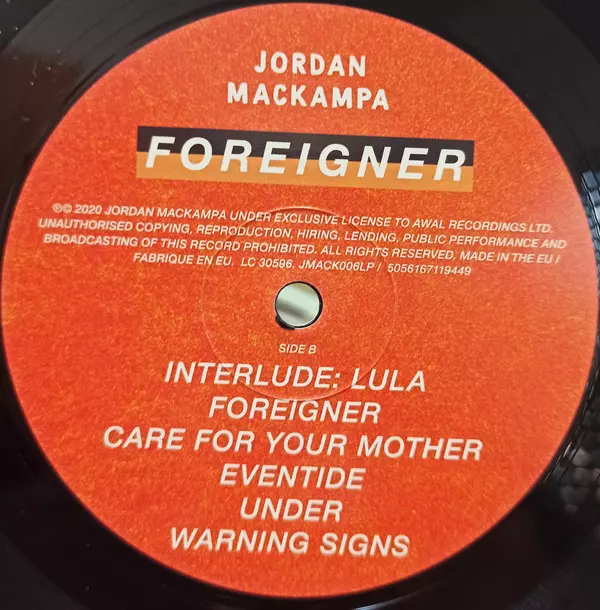 JORDAN
MACKAMPA
FOREIGNER
℗© 2020 JORDAN MACKAMPA UNDER EXCLUSIVE LICENSE TO AWAL RECORDINGS LTD.
UNAUTHORISED COPYING, REPRODUCTION, HIRING, LENDING, PUBLIC PERFORMANCE AND
BROADCASTING OF THIS RECORD PROHIBITED. ALL RIGHTS RESERVED, MADE IN THE EU /
FABRIQUE EN EU. LC 30596. JMACK006LP / 5056167119449
SIDE B
INTERLUDE: LULA
FOREIGNER
CARE FOR YOUR MOTHER
EVENTIDE
UNDER
WARNING SIGNS